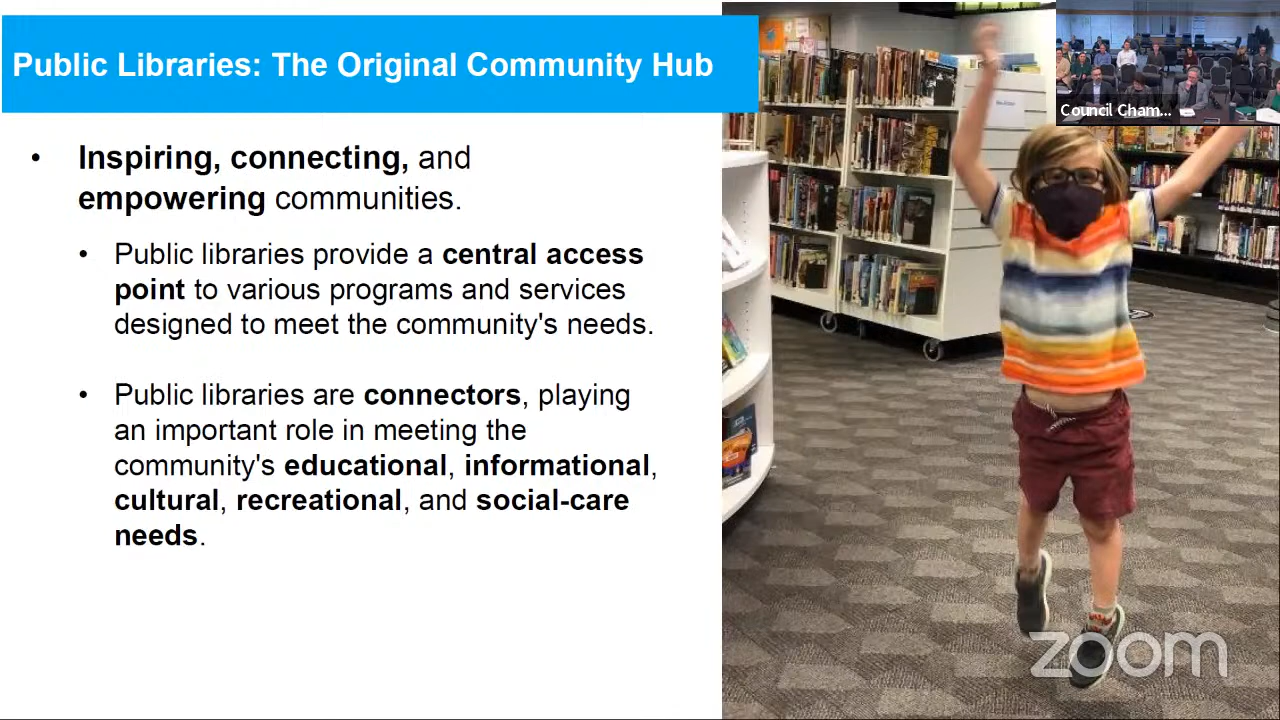 Public Libraries: The Original Community Hub
Council Cham...
• Inspiring, connecting, and
empowering communities.
• Public libraries provide a central access
point to various programs and services
designed to meet the community's needs.
• Public libraries are connectors, playing
an important role in meeting the
community's educational, informational,
cultural, recreational, and social-care
needs.
zoom